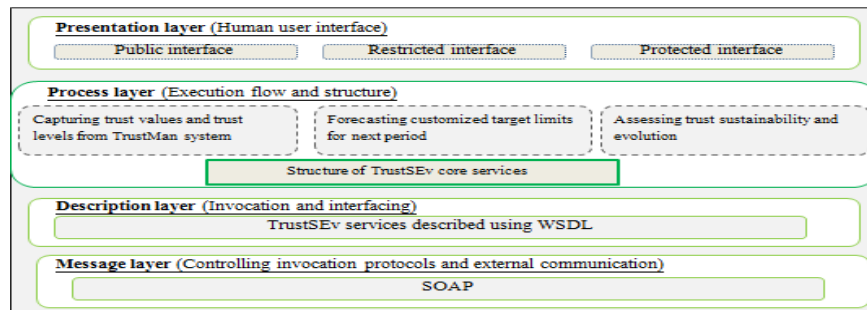 Presentation layer (Human user interface)
Public interface
Restricted interface
Protected interface
Process layer (Execution flow and structure)
Capturing trust values and trust
levels from TrustMan system
Forecasting customized target limits
for next period
Assessing trust sustainability and
evolution
Structure of TrustSEv core services
Description layer (Invocation and interfacing)
TrustSEv services described using WSDL
Message layer (Controlling invocation protocols and external communication)
SOAP